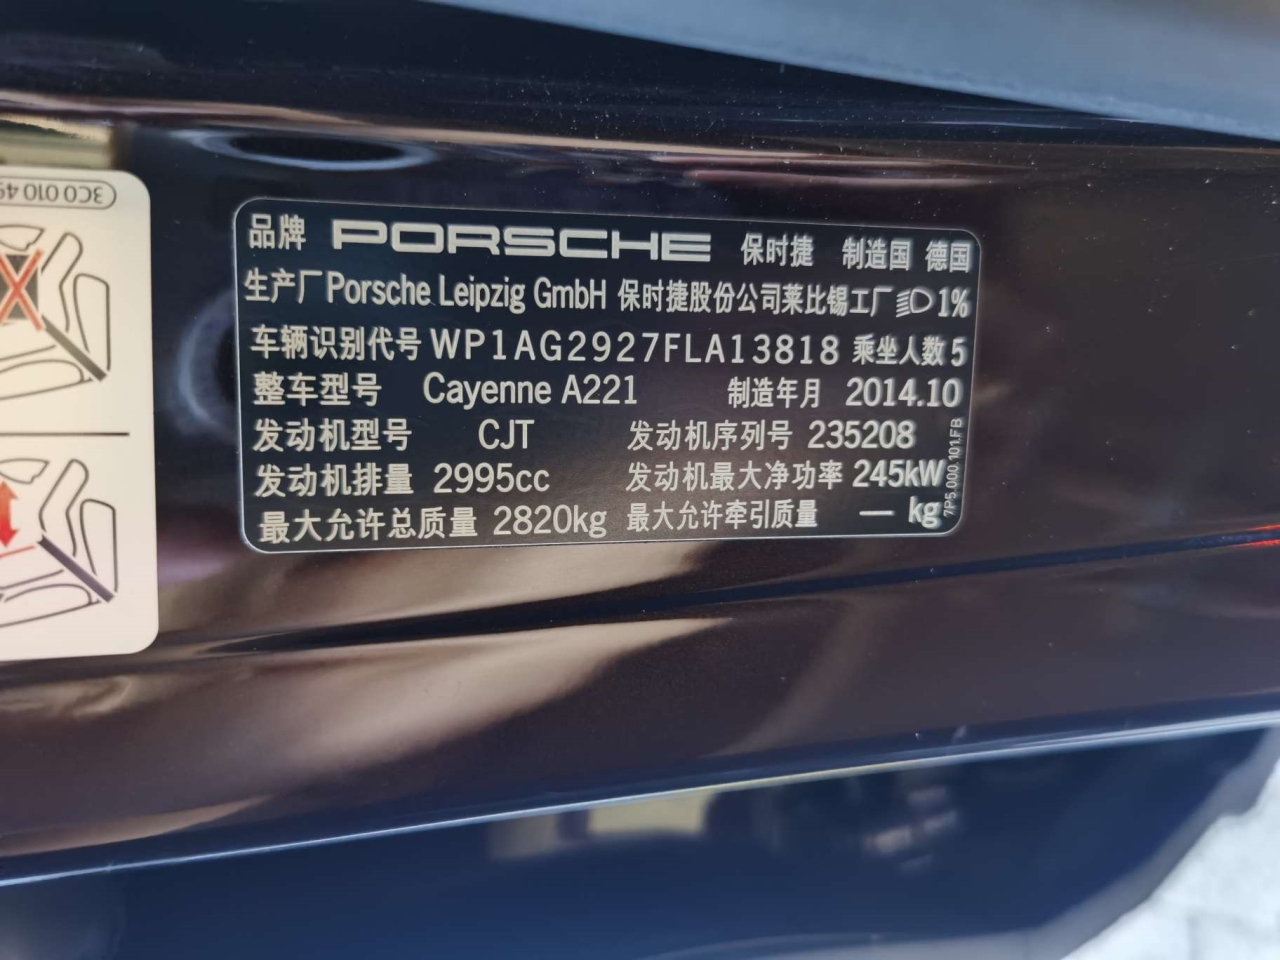 3C0 010 49
品牌 PORSCHE 保时捷 制造国 德国
生产厂 Porsche Leipzig GmbH 保时捷股份公司莱比锡工厂 1%
车辆识别代号 WP1AG2927FLA13818 乘坐人数 5
整车型号 Cayenne A221 制造年月 2014.10
发动机型号 CJT 发动机序列号 235208
发动机排量 2995cc 发动机最大净功率 245kW
最大允许总质量 2820kg 最大允许牵引质量 — kg
7P5.000.101.FB